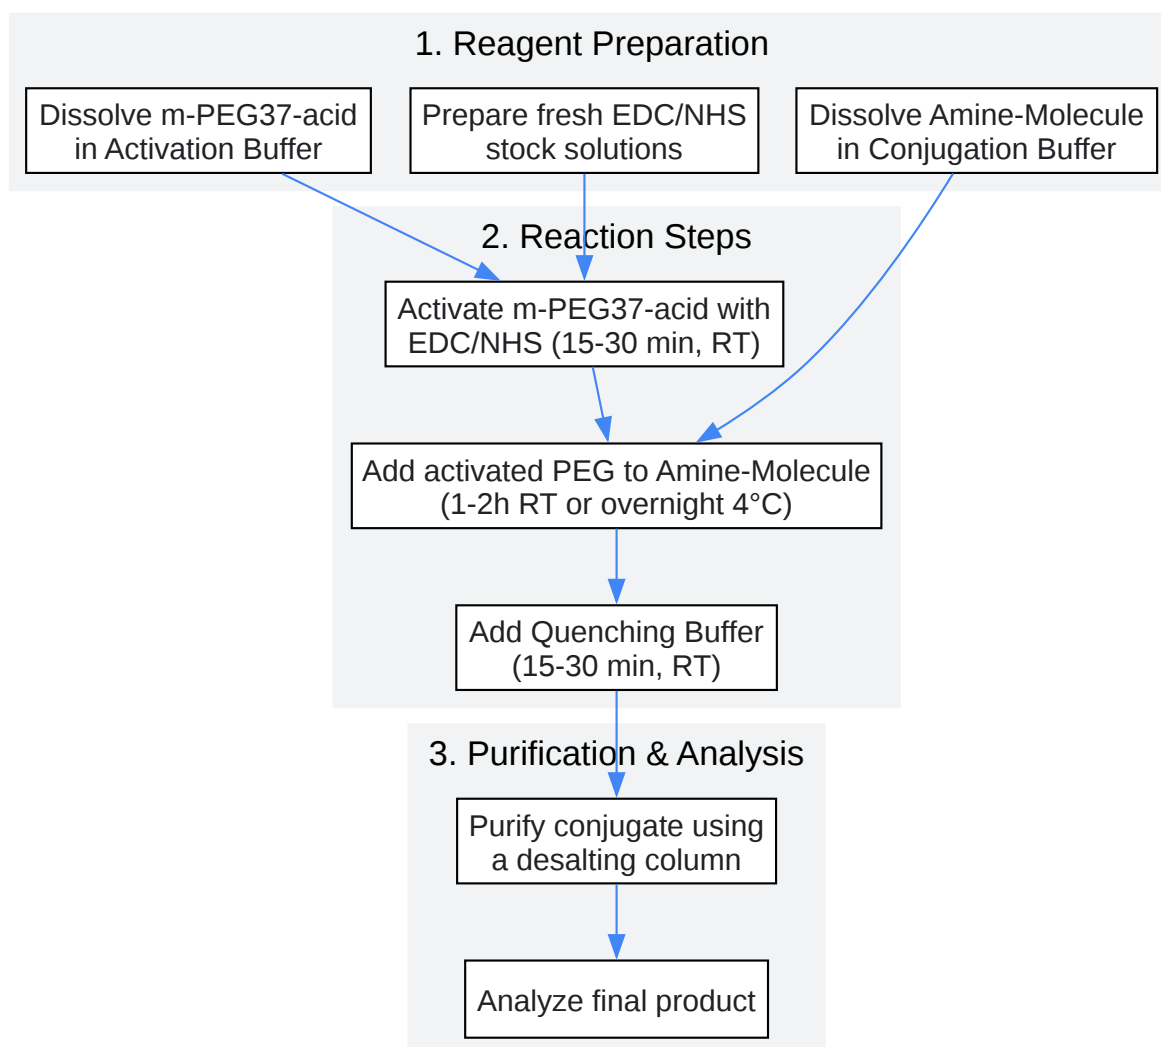 1. Reagent Preparation
Dissolve m-PEG37-acid
in Activation Buffer
Prepare fresh EDC/NHS
stock solutions
Dissolve Amine-Molecule
in Conjugation Buffer
2. Reaction Steps
Activate m-PEG37-acid with
EDC/NHS (15-30 min, RT)
Add activated PEG to Amine-Molecule
(1-2h RT or overnight 4°C)
Add Quenching Buffer
(15-30 min, RT)
3. Purification & Analysis
Purify conjugate using
a desalting column
Analyze final product